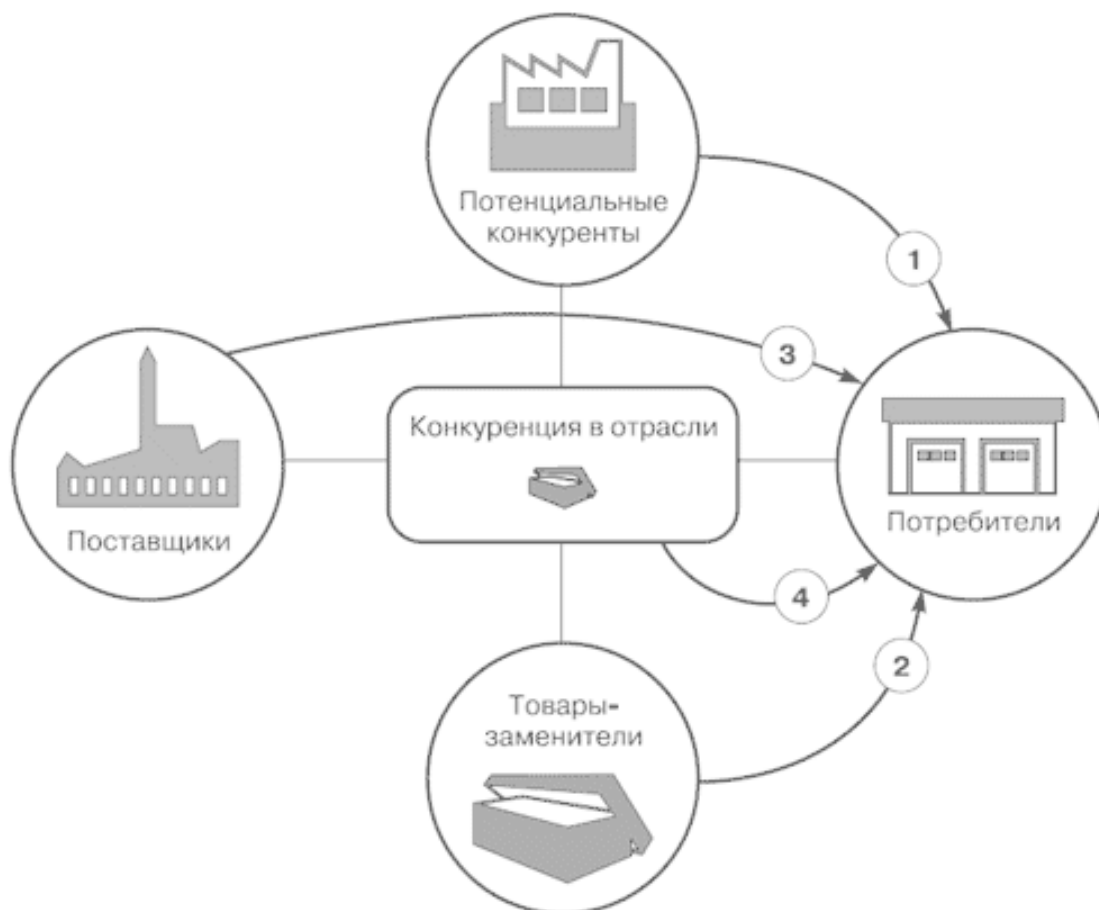 Потенциальные
конкуренты
1
3
Конкуренция в отрасли
Поставщики
Потребители
4
2
Товары-
заменители